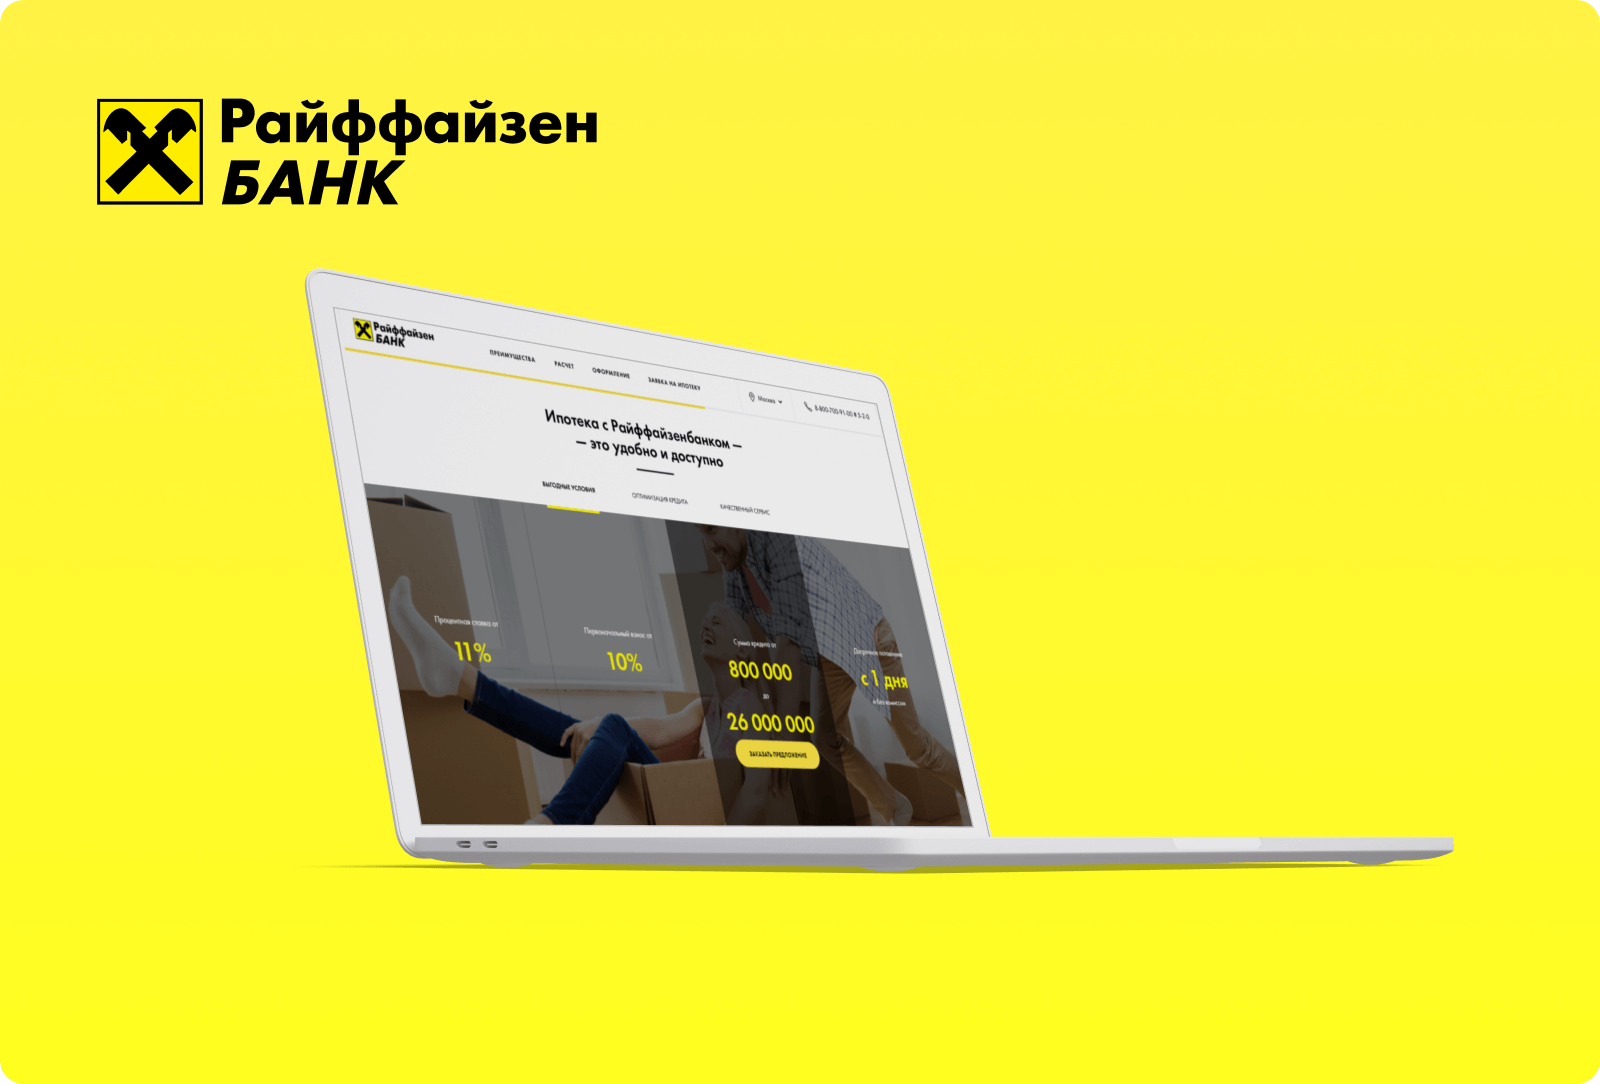 Райффайзен
БАНК
Райффайзен
БАНК
ПРЕИМУЩЕСТВА
РАСЧЕТ
ОФОРМЛЕНИЕ
ЗАЯВКА НА ИПОТЕКУ
Москва
8-800-700-91-00 # 5-2-0
Ипотека с Райффайзенбанком —
— это удобно и доступно
ВЫГОДНЫЕ УСЛОВИЯ
ОПТИМИЗАЦИЯ КРЕДИТА
КАЧЕСТВЕННЫЙ СЕРВИС
Процентная ставка от
11%
Первоначальный взнос от
10%
Сумма кредита от
800 000
до
26 000 000
ЗАКАЗАТЬ ПРЕДЛОЖЕНИЕ
Досрочное погашение
с 1 дня
и без комиссии